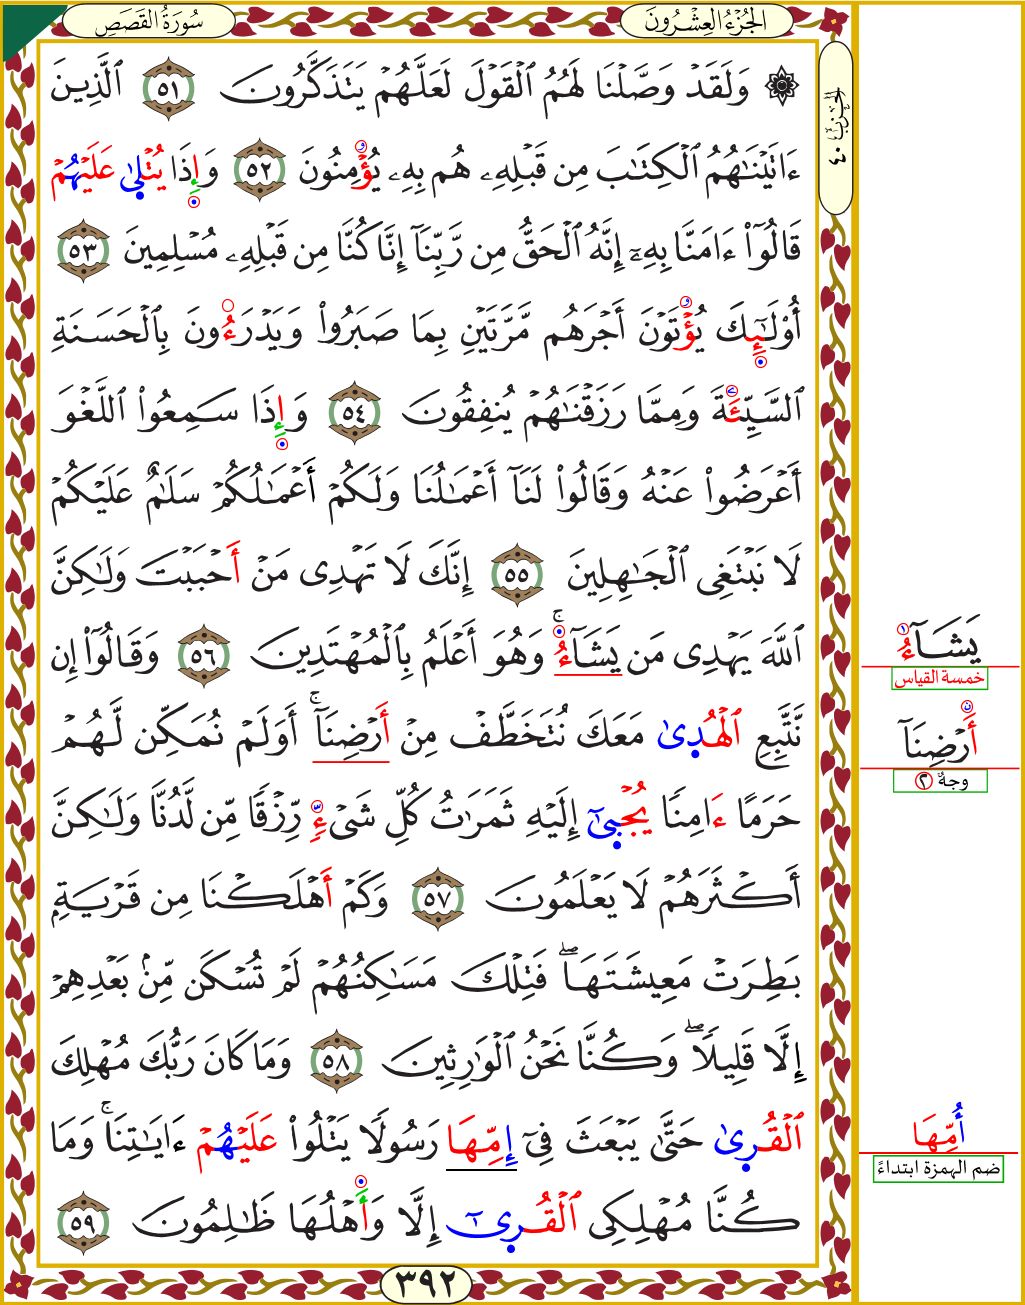 سُورَةُ القَصَصِ
الجُزْءُ العِشْرُونَ
الحزب ٤٠
۞ وَلَقَدْ وَصَّلْنَا لَهُمُ ٱلْقَوْلَ لَعَلَّهُمْ يَتَذَكَّرُونَ ٥١ ٱلَّذِينَ
ءَاتَيْنَٰهُمُ ٱلْكِتَٰبَ مِن قَبْلِهِۦ هُم بِهِۦ يُؤْمِنُونَ ٥٢ وَإِذَا يُتْلَىٰ عَلَيْهُمْ
قَالُوٓا۟ ءَامَنَّا بِهِۦٓ إِنَّهُ ٱلْحَقُّ مِن رَّبِّنَآ إِنَّا كُنَّا مِن قَبْلِهِۦ مُسْلِمِينَ ٥٣
أُو۟لَٰٓئِكَ يُؤْتَوْنَ أَجْرَهُم مَّرَّتَيْنِ بِمَا صَبَرُوا۟ وَيَدْرَءُونَ بِٱلْحَسَنَةِ
ٱلسَّيِّئَةَ وَمِمَّا رَزَقْنَٰهُمْ يُنفِقُونَ ٥٤ وَإِذَا سَمِعُوا۟ ٱللَّغْوَ
أَعْرَضُوا۟ عَنْهُ وَقَالُوا۟ لَنَآ أَعْمَٰلُنَا وَلَكُمْ أَعْمَٰلُكُمْ سَلَٰمٌ عَلَيْكُمْ
لَا نَبْتَغِى ٱلْجَٰهِلِينَ ٥٥ إِنَّكَ لَا تَهْدِى مَنْ أَحْبَبْتَ وَلَٰكِنَّ
ٱللَّهَ يَهْدِى مَن يَشَآءُ ۚ وَهُوَ أَعْلَمُ بِٱلْمُهْتَدِينَ ٥٦ وَقَالُوٓا۟ إِن
نَّتَّبِعِ ٱلْهُدِىٰ مَعَكَ نُتَخَطَّفْ مِنْ أَرْضِنَآ ۚ أَوَلَمْ نُمَكِّن لَّهُمْ
حَرَمًا ءَامِنًا يُجْبِىٰٓ إِلَيْهِ ثَمَرَٰتُ كُلِّ شَىْءٍ رِّزْقًا مِّن لَّدُنَّا وَلَٰكِنَّ
أَكْثَرَهُمْ لَا يَعْلَمُونَ ٥٧ وَكَمْ أَهْلَكْنَا مِن قَرْيَةٍۭ
بَطِرَتْ مَعِيشَتَهَا ۖ فَتِلْكَ مَسَٰكِنُهُمْ لَمْ تُسْكَن مِّنۢ بَعْدِهِمْ
إِلَّا قَلِيلًا ۖ وَكُنَّا نَحْنُ ٱلْوَٰرِثِينَ ٥٨ وَمَا كَانَ رَبُّكَ مُهْلِكَ
ٱلْقُرِىٰ حَتَّىٰ يَبْعَثَ فِىٓ إِمِّهَا رَسُولًا يَتْلُوا۟ عَلَيْهُمْ ءَايَٰتِنَا ۚ وَمَا
كُنَّا مُهْلِكِى ٱلْقُرِىٰٓ إِلَّا وَأَهْلُهَا ظَٰلِمُونَ ٥٩
٣٩٢
يَشَآءُ
خمسة القياس
أَرْضِنَآ
وجهٌ ٢
أُمِّهَا
ضم الهمزة ابتداءً